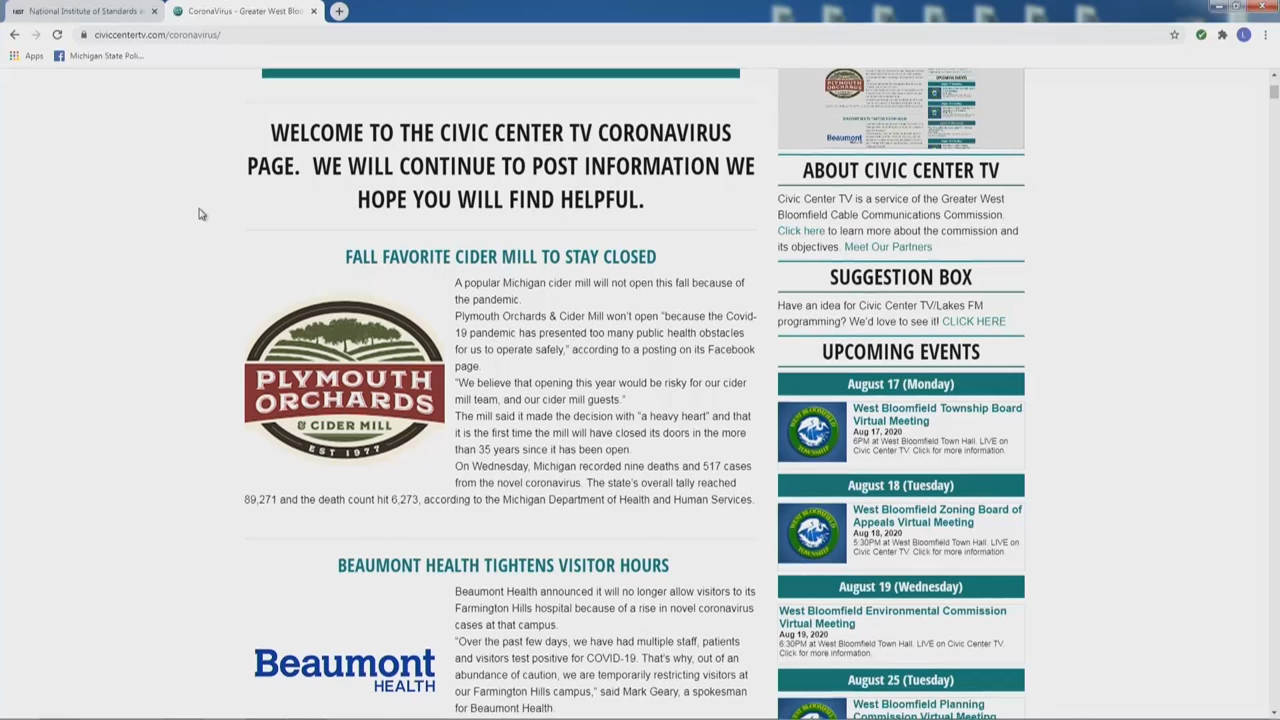 National Institute of Standards a
CoronaVirus - Greater West Bloo
civiccentertv.com/coronavirus/
L
Apps
Michigan State Poli...
WELCOME TO THE CIVIC CENTER TV CORONAVIRUS
PAGE. WE WILL CONTINUE TO POST INFORMATION WE
HOPE YOU WILL FIND HELPFUL.
FALL FAVORITE CIDER MILL TO STAY CLOSED
PLYMOUTH
ORCHARDS
& CIDER MILL
EST 1977
A popular Michigan cider mill will not open this fall because of
the pandemic.
Plymouth Orchards & Cider Mill won't open "because the Covid-
19 pandemic has presented too many public health obstacles
for us to operate safely," according to a posting on its Facebook
page.
"We believe that opening this year would be risky for our cider
mill team, and our cider mill guests."
The mill said it made the decision with "a heavy heart" and that
it is the first time the mill will have closed its doors in the more
than 35 years since it has been open.
On Wednesday, Michigan recorded nine deaths and 517 cases
from the novel coronavirus. The state's overall tally reached
89,271 and the death count hit 6,273, according to the Michigan Department of Health and Human Services.
BEAUMONT HEALTH TIGHTENS VISITOR HOURS
Beaumont
HEALTH
Beaumont Health announced it will no longer allow visitors to its
Farmington Hills hospital because of a rise in novel coronavirus
cases at that campus.
"Over the past few days, we have had multiple staff, patients
and visitors test positive for COVID-19. That's why, out of an
abundance of caution, we are temporarily restricting visitors at
our Farmington Hills campus," said Mark Geary, a spokesman
for Beaumont Health.
PLYMOUTH
ORCHARDS
Beaumont
ABOUT CIVIC CENTER TV
Civic Center TV is a service of the Greater West
Bloomfield Cable Communications Commission.
Click here to learn more about the commission and
its objectives. Meet Our Partners
SUGGESTION BOX
Have an idea for Civic Center TV/Lakes FM
programming? We'd love to see it! CLICK HERE
UPCOMING EVENTS
August 17 (Monday)
WEST BLOOMFIELD
TOWNSHIP
West Bloomfield Township Board
Virtual Meeting
Aug 17, 2020
6PM at West Bloomfield Town Hall. LIVE on
Civic Center TV. Click for more information.
August 18 (Tuesday)
WEST BLOOMFIELD
TOWNSHIP
West Bloomfield Zoning Board of
Appeals Virtual Meeting
Aug 18, 2020
5:30PM at West Bloomfield Town Hall. LIVE on
Civic Center TV. Click for more information.
August 19 (Wednesday)
West Bloomfield Environmental Commission
Virtual Meeting
Aug 19, 2020
6:30PM at West Bloomfield Town Hall. LIVE on Civic Center TV.
Click for more information.
August 25 (Tuesday)
West Bloomfield Planning
Commission Virtual Meeting